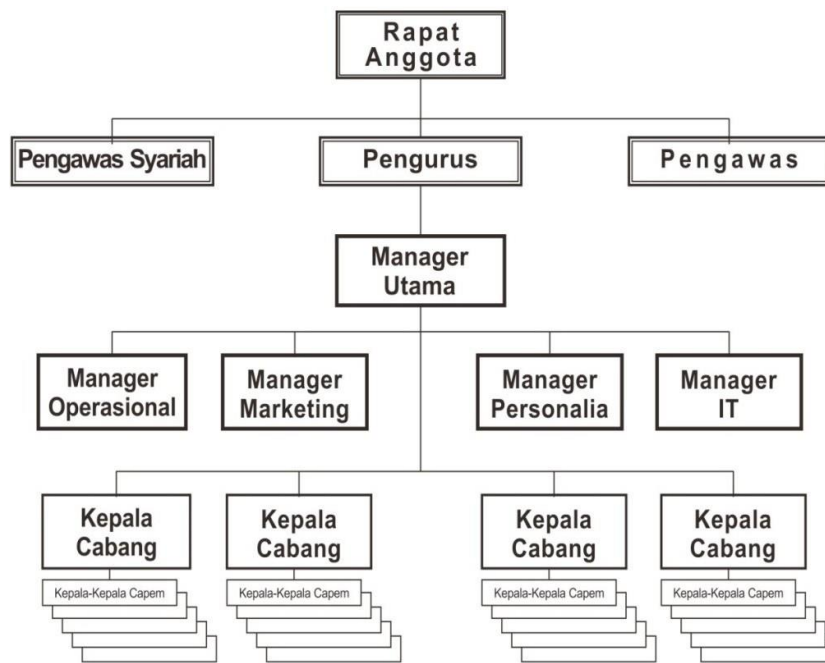 Rapat
Anggota
Pengawas Syariah
Pengurus
Pengawas
Manager
Utama
Manager
Operasional
Manager
Marketing
Manager
Personalia
Manager
IT
Kepala
Cabang
Kepala
Cabang
Kepala
Cabang
Kepala
Cabang
Kepala-Kepala Capem
Kepala-Kepala Capem
Kepala-Kepala Capem
Kepala-Kepala Capem